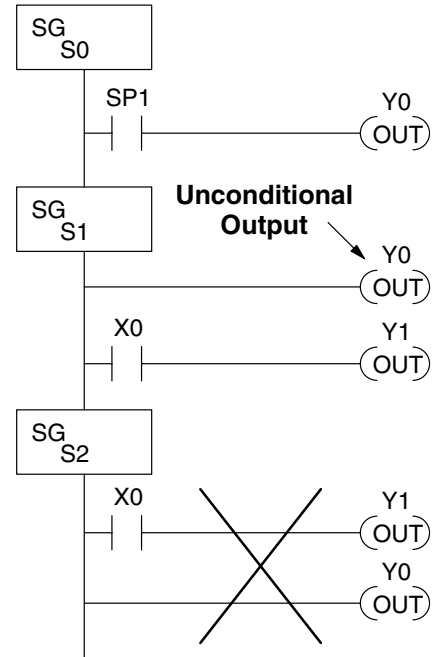 SG
S0
SP1
Y0
OUT
SG
S1
Unconditional
Output
Y0
OUT
X0
Y1
OUT
SG
S2
X0
Y1
OUT
Y0
OUT